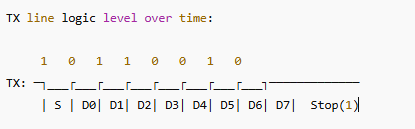 TX line logic level over time:
1 0 1 1 0 0 1 0
TX: ─┐___┌───┌───┌───┌───┌───┌───┌───┐─────────────
| S | D0| D1| D2| D3| D4| D5| D6| D7| Stop(1)